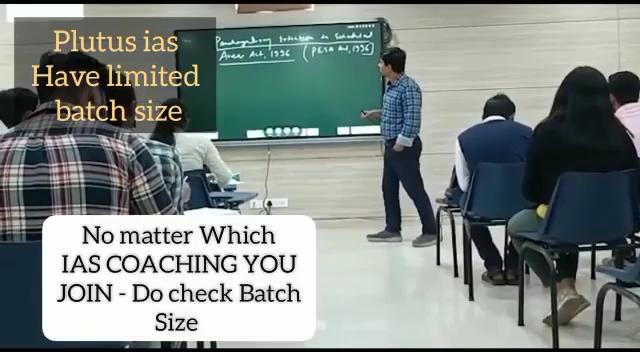 Plutus ias
Have limited
batch size
Extension
Areas Act, 1996 (PESA Act, 1996)
No matter Which
IAS COACHING YOU
JOIN - Do check Batch
Size